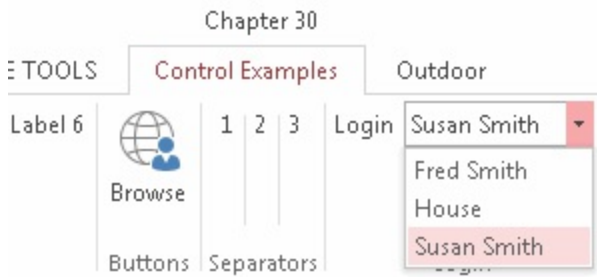 Chapter 30
E TOOLS Control Examples Outdoor
Label 6 1 2 3 Login Susan Smith
Fred Smith
Browse
House
Susan Smith
Buttons Separators